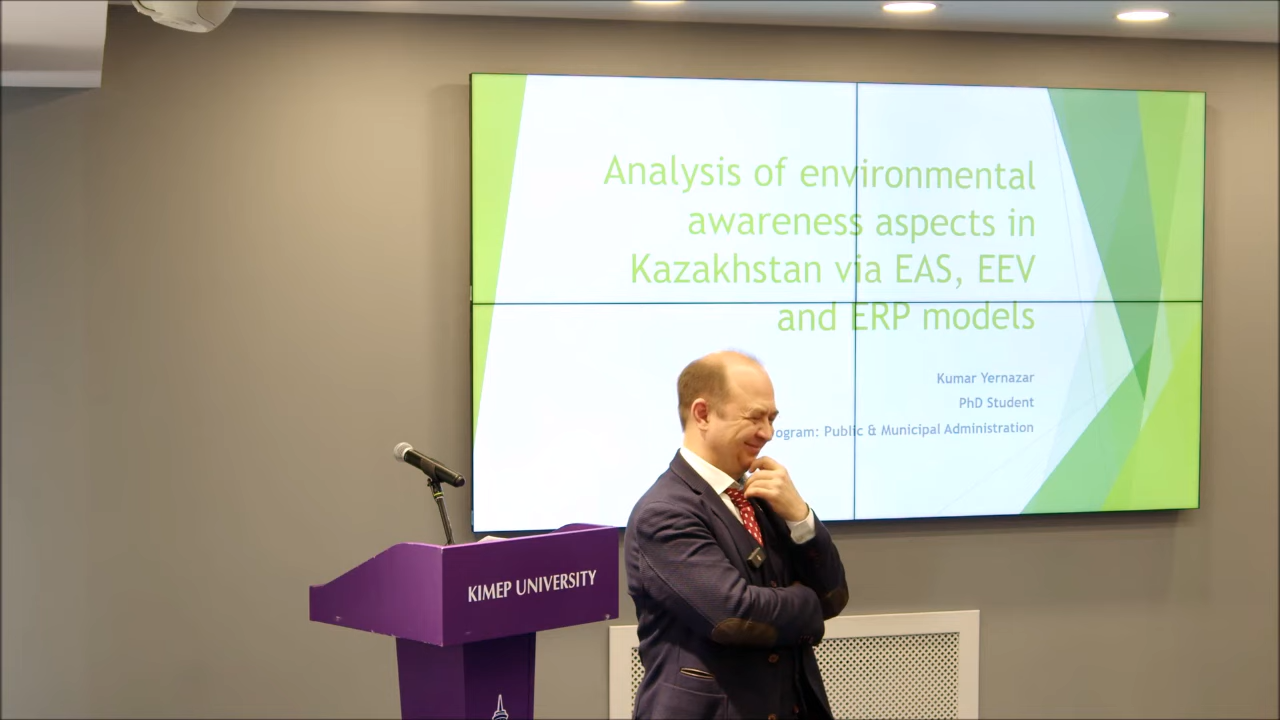 Analysis of environmental
awareness aspects in
Kazakhstan via EAS, EEV
and ERP models
Kumar Yernazar
PhD Student
Public & Municipal Administration
KIMEP UNIVERSITY